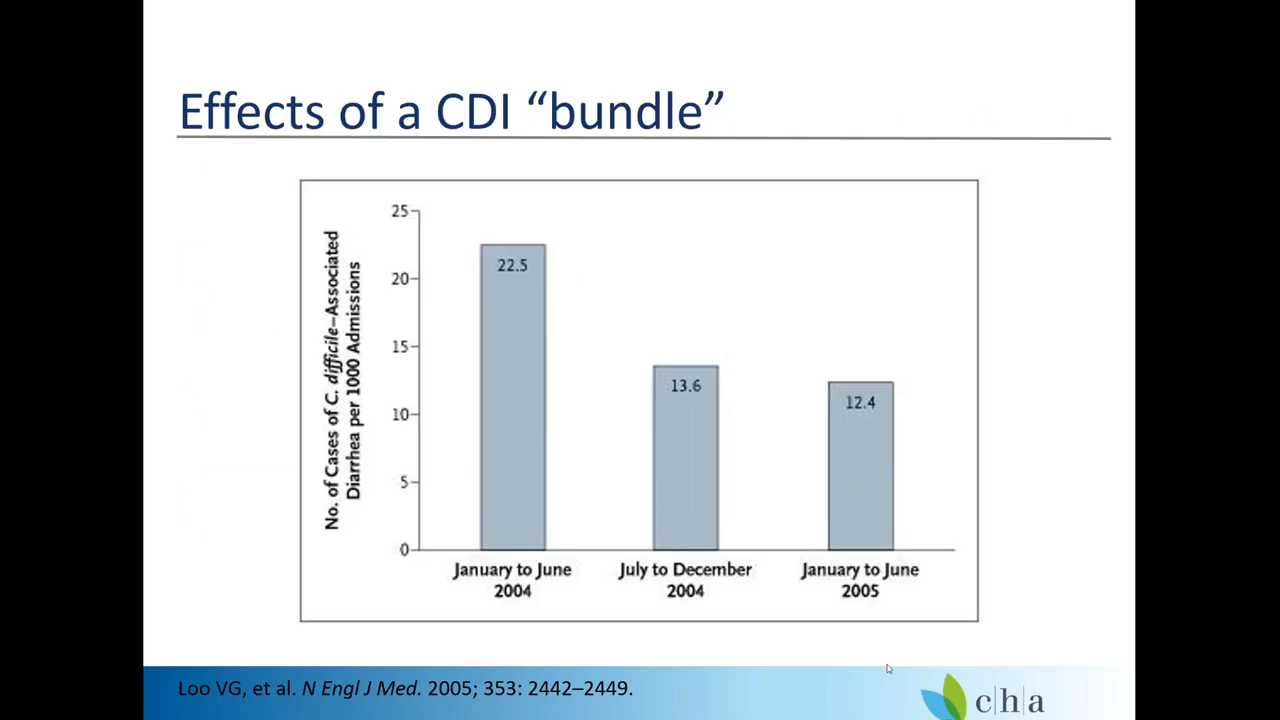 Effects of a CDI “bundle”
No. of Cases of C. difficile–Associated
Diarrhea per 1000 Admissions
25
20
15
10
5
0
22.5
13.6
12.4
January to June
2004
July to December
2004
January to June
2005
Loo VG, et al. N Engl J Med. 2005; 353: 2442–2449.
c|h|a